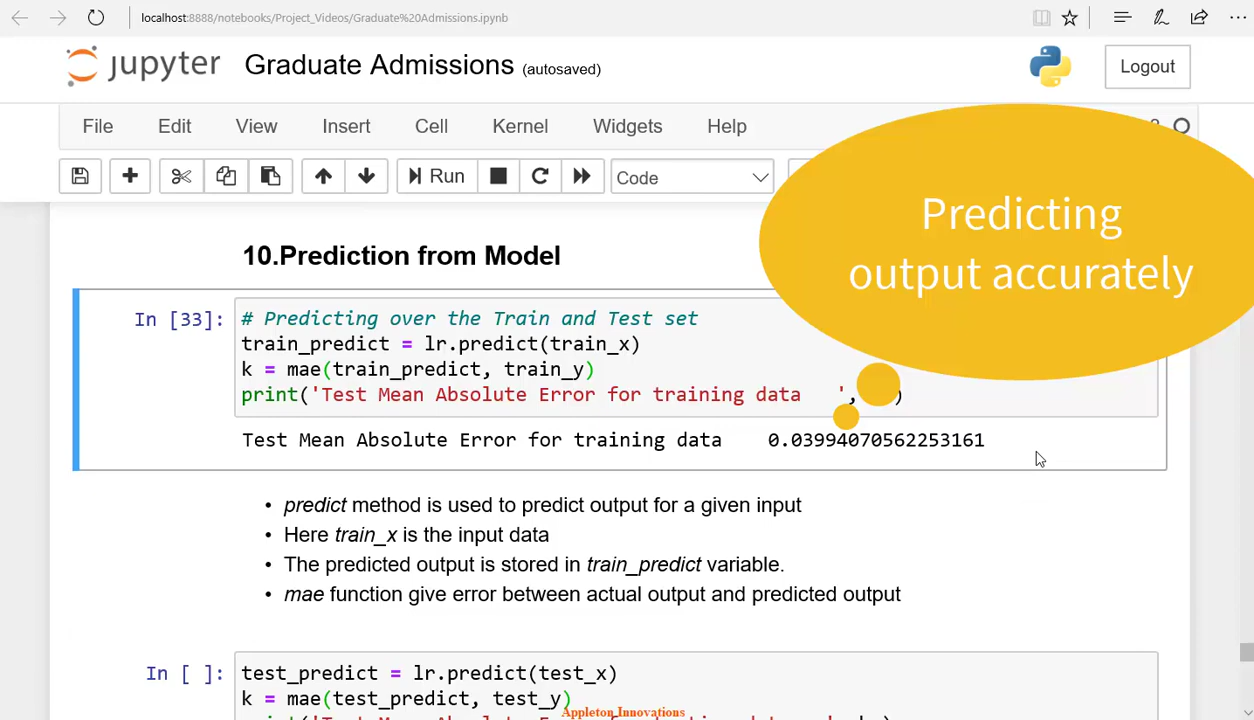 localhost:8888/notebooks/Project_Videos/Graduate%20Admissions.ipynb
jupyter Graduate Admissions (autosaved)
Logout
File Edit View Insert Cell Kernel Widgets Help
Run Code
Predicting
output accurately
10.Prediction from Model
In [33]: # Predicting over the Train and Test set
train_predict = lr.predict(train_x)
k = mae(train_predict, train_y)
print('Test Mean Absolute Error for training data ', )
Test Mean Absolute Error for training data 0.03994070562253161
• predict method is used to predict output for a given input
• Here train_x is the input data
• The predicted output is stored in train_predict variable.
• mae function give error between actual output and predicted output
In [ ]: test_predict = lr.predict(test_x)
k = mae(test_predict, test_y)
Appleton Innovations